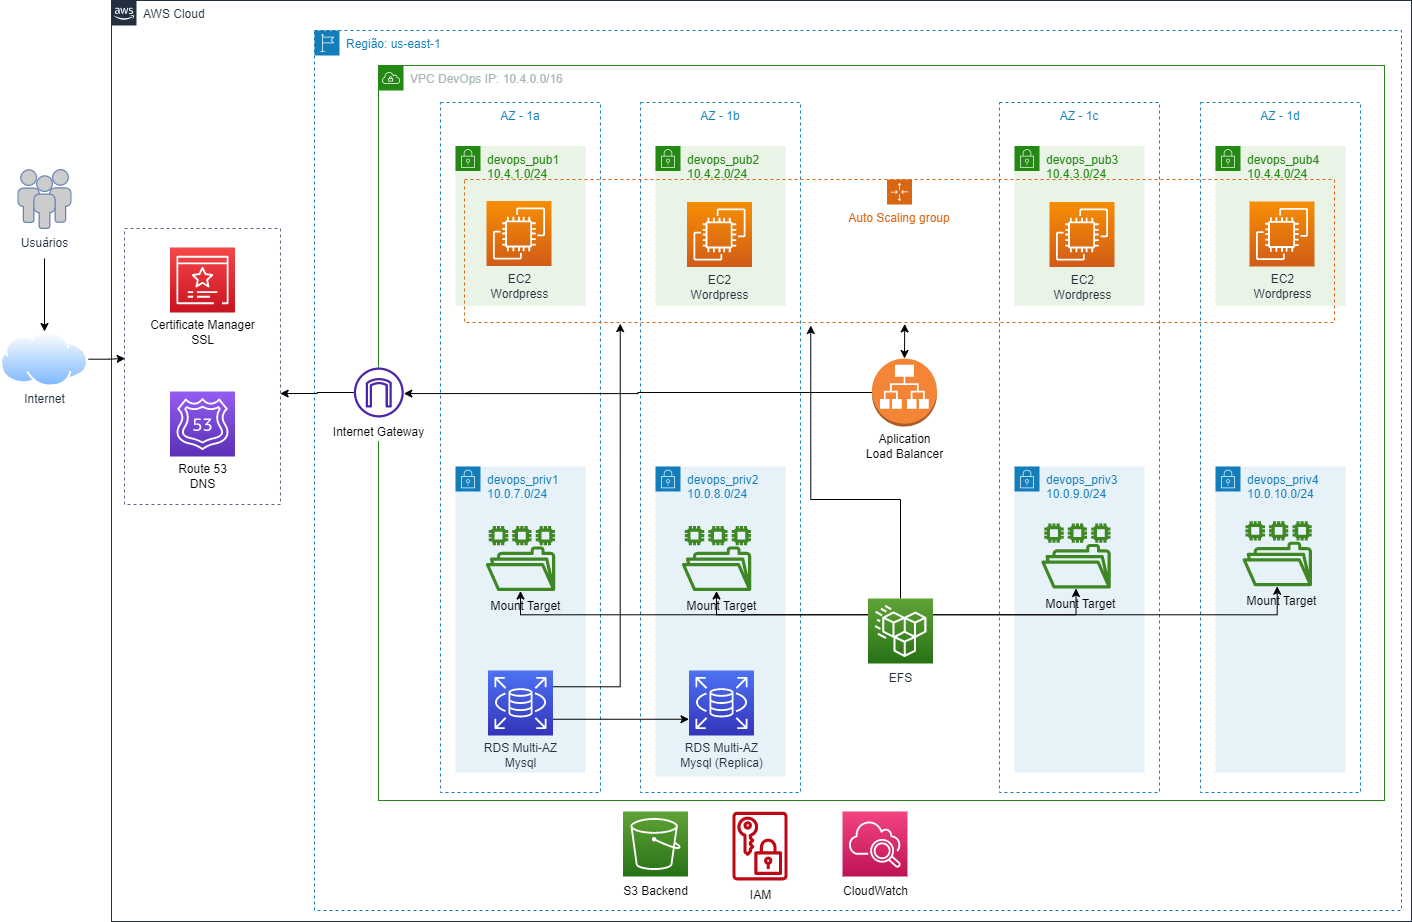 aws
AWS Cloud
Região: us-east-1
VPC DevOps IP: 10.4.0.0/16
AZ - 1a
AZ - 1b
AZ - 1c
AZ - 1d
devops_pub1
10.4.1.0/24
devops_pub2
10.4.2.0/24
devops_pub3
10.4.3.0/24
devops_pub4
10.4.4.0/24
Auto Scaling group
EC2
Wordpress
EC2
Wordpress
EC2
Wordpress
EC2
Wordpress
Usuários
Internet
Certificate Manager
SSL
53
Route 53
DNS
Internet Gateway
Aplication
Load Balancer
devops_priv1
10.0.7.0/24
devops_priv2
10.0.8.0/24
devops_priv3
10.0.9.0/24
devops_priv4
10.0.10.0/24
Mount Target
Mount Target
Mount Target
Mount Target
EFS
RDS Multi-AZ
Mysql
RDS Multi-AZ
Mysql (Replica)
S3 Backend
IAM
CloudWatch